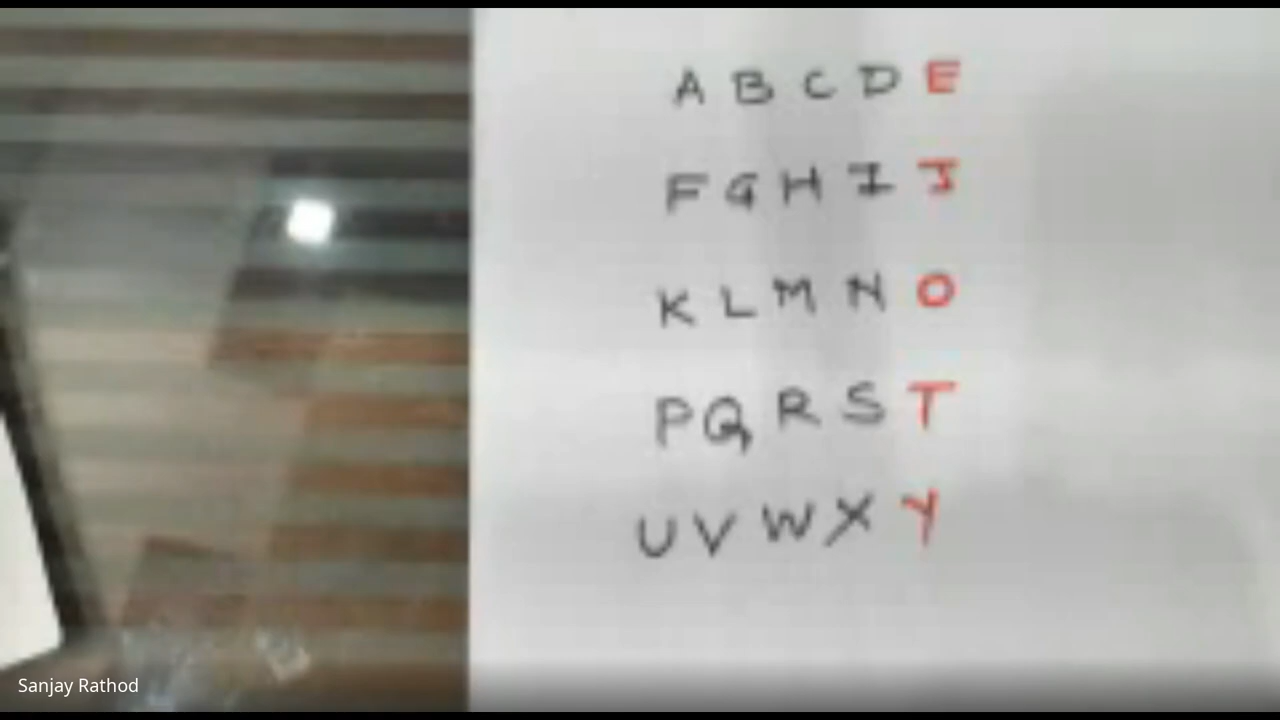 A B C D E
F G H I J
K L M N O
P Q R S T
U V W X Y
Sanjay Rathod